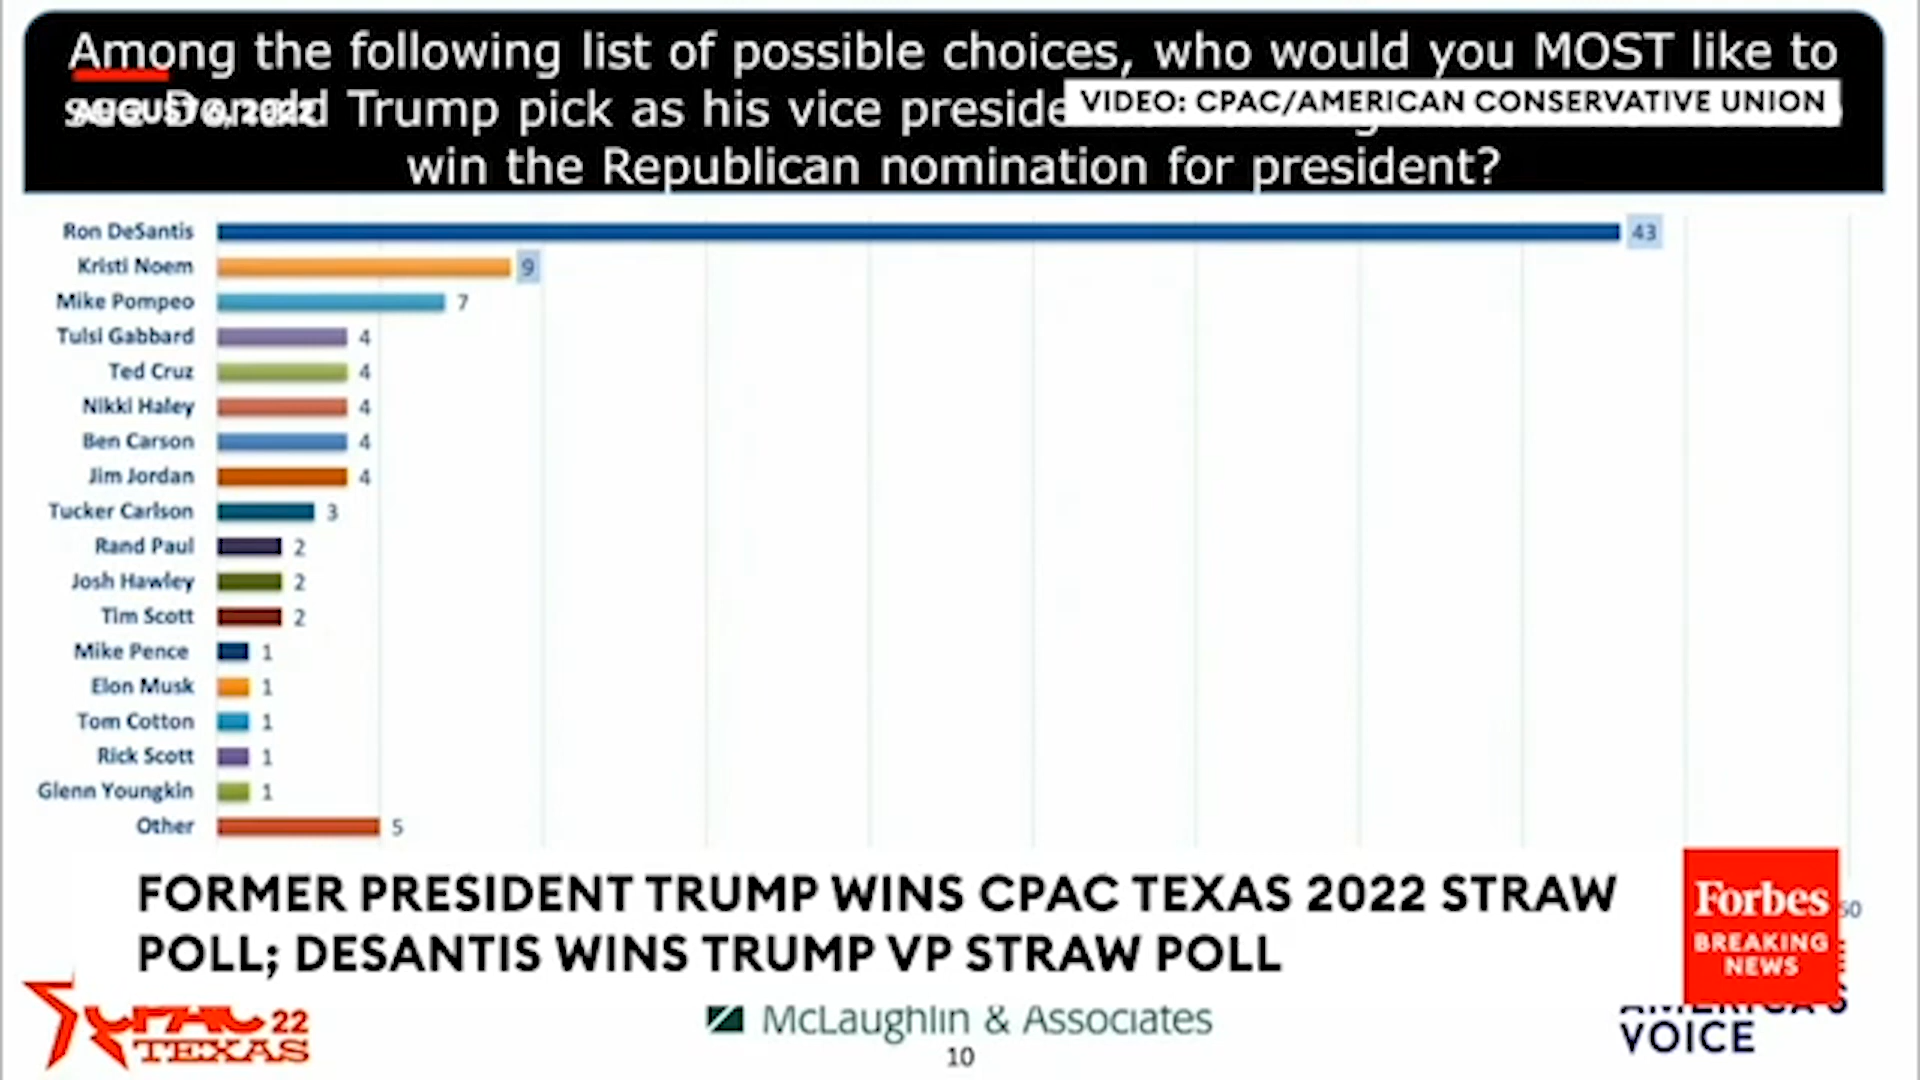 Among the following list of possible choices, who would you MOST like to
AUGUST 6, 2022
Trump pick as his vice
VIDEO: CPAC/AMERICAN CONSERVATIVE UNION
win the Republican nomination for president?
Ron DeSantis 43
Kristi Noem 9
Mike Pompeo 7
Tulsi Gabbard 4
Ted Cruz 4
Nikki Haley 4
Ben Carson 4
Jim Jordan 4
Tucker Carlson 3
Rand Paul 2
Josh Hawley 2
Tim Scott 2
Mike Pence 1
Elon Musk 1
Tom Cotton 1
Rick Scott 1
Glenn Youngkin 1
Other 5
FORMER PRESIDENT TRUMP WINS CPAC TEXAS 2022 STRAW
POLL; DESANTIS WINS TRUMP VP STRAW POLL
Forbes
BREAKING
NEWS
CPAC 22
TEXAS
McLaughlin & Associates
AMERICA'S
VOICE
10